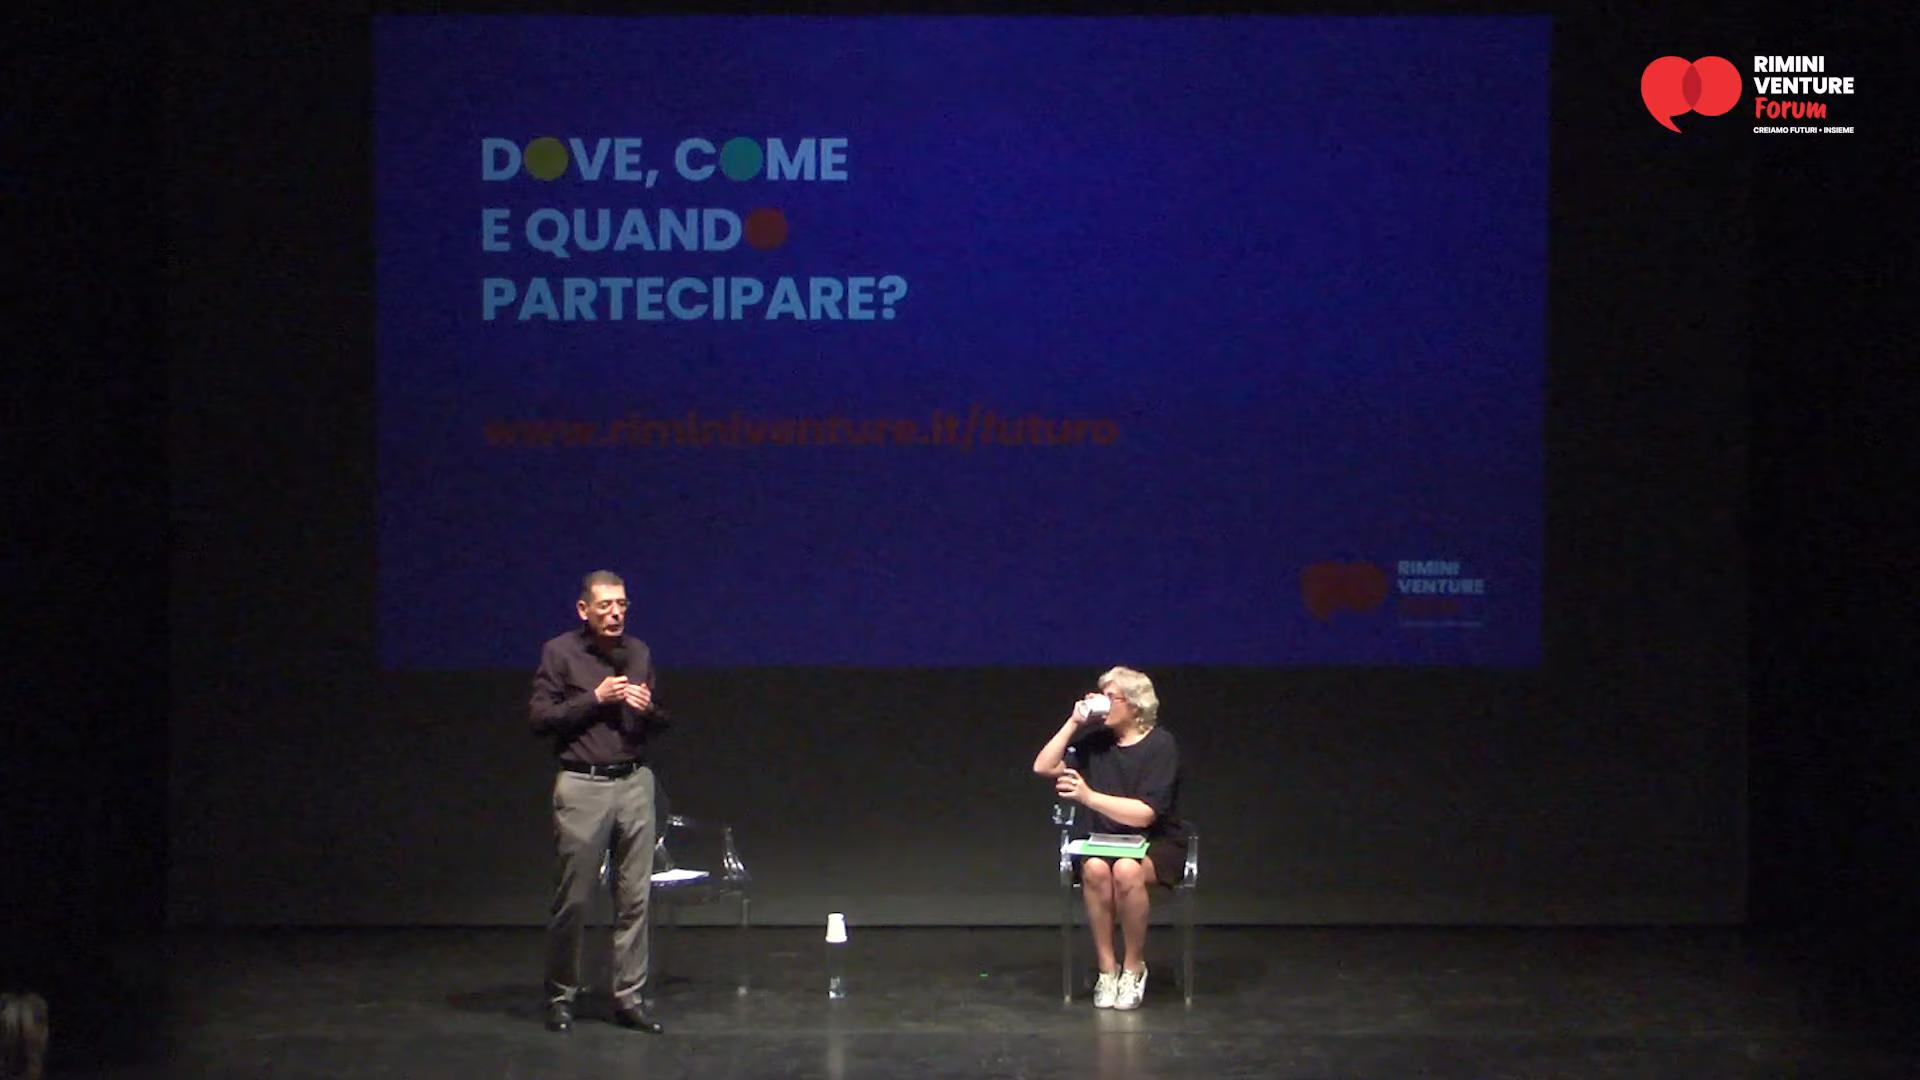 DOVE, COME
E QUANDO
PARTECIPARE?
www.riminiventure.it/futuro
RIMINI
VENTURE
RIMINI
VENTURE
Forum
CREIAMO FUTURI • INSIEME